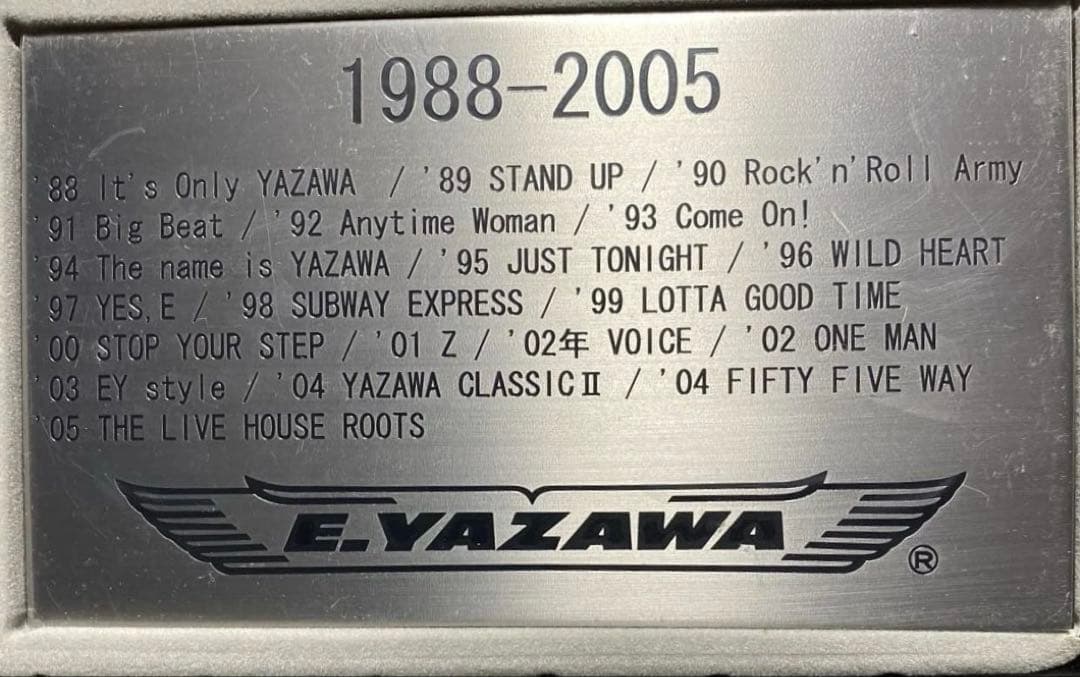 1988-2005
'88 It's Only YAZAWA / '89 STAND UP / '90 Rock'n'Roll Army
'91 Big Beat / '92 Anytime Woman / '93 Come On!
'94 The name is YAZAWA / '95 JUST TONIGHT / '96 WILD HEART
'97 YES, E / '98 SUBWAY EXPRESS / '99 LOTTA GOOD TIME
'00 STOP YOUR STEP / '01 Z / '02年 VOICE / '02 ONE MAN
'03 EY style / '04 YAZAWA CLASSICⅡ / '04 FIFTY FIVE WAY
'05 THE LIVE HOUSE ROOTS
E.YAZAWA ®